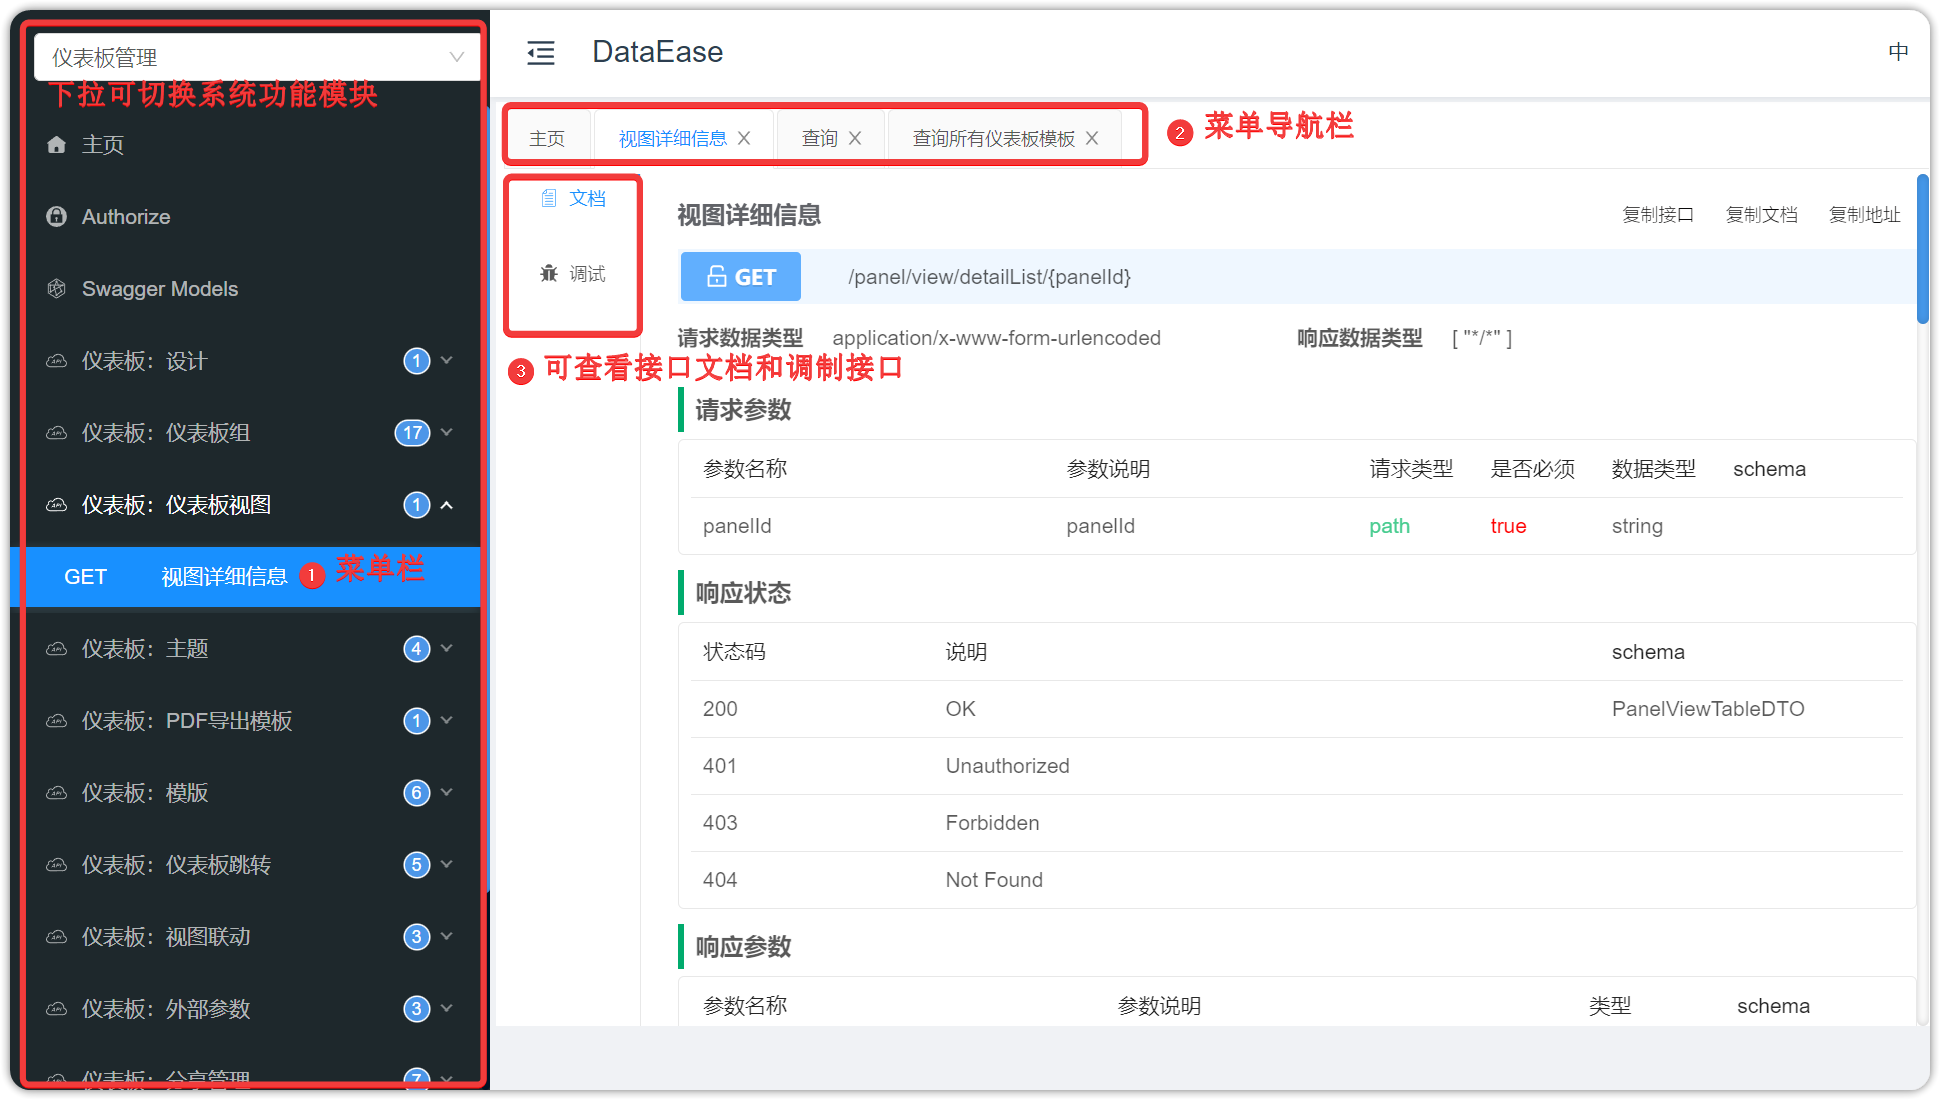 仪表板管理
下拉可切换系统功能模块
主页
Authorize
Swagger Models
仪表板：设计 1
仪表板：仪表板组 17
仪表板：仪表板视图 1
GET 视图详细信息 1 菜单栏
仪表板：主题 4
仪表板：PDF导出模板 1
仪表板：模版 6
仪表板：仪表板跳转 5
仪表板：视图联动 3
仪表板：外部参数 3
仪表板：分享管理 7
DataEase 中
主页 视图详细信息 X 查询 X 查询所有仪表板模板 X 2 菜单导航栏
文档
调试
视图详细信息 复制接口 复制文档 复制地址
GET /panel/view/detailList/{panelId}
请求数据类型 application/x-www-form-urlencoded 响应数据类型 [ "*/*" ]
3 可查看接口文档和调制接口
请求参数
参数名称 参数说明 请求类型 是否必须 数据类型 schema
panelId panelId path true string
响应状态
状态码 说明 schema
200 OK PanelViewTableDTO
401 Unauthorized
403 Forbidden
404 Not Found
响应参数
参数名称 参数说明 类型 schema